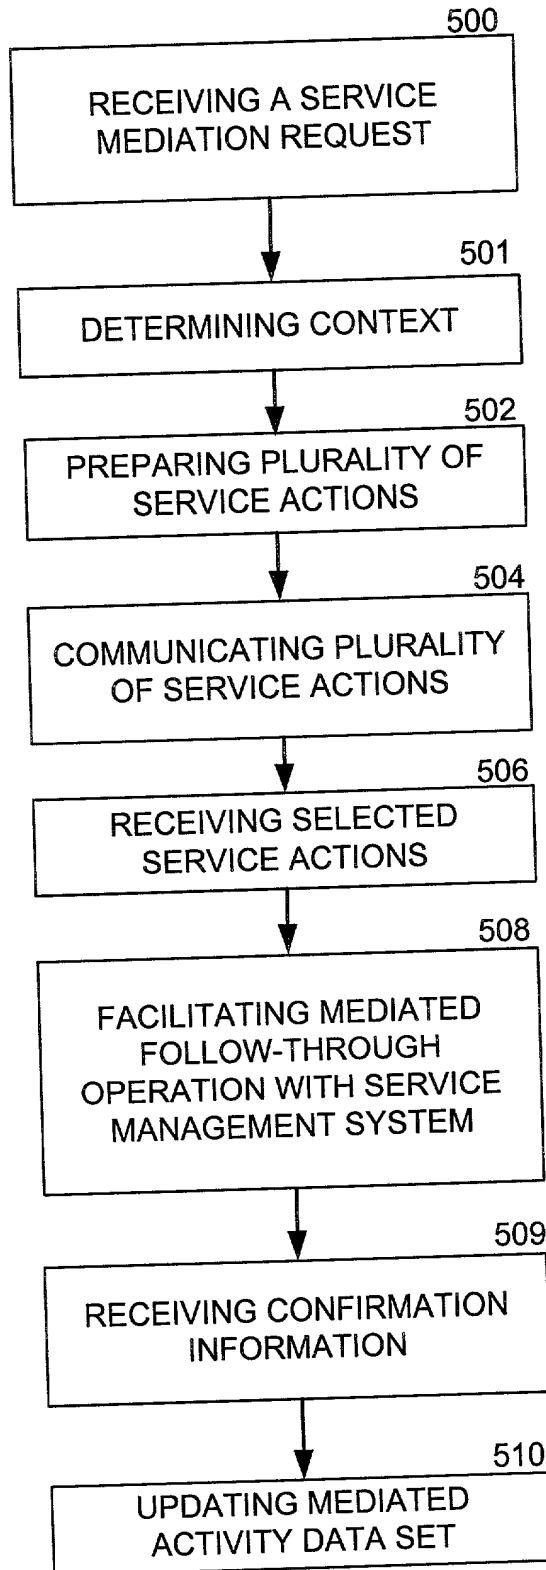 500
RECEIVING A SERVICE
MEDIATION REQUEST
501
DETERMINING CONTEXT
502
PREPARING PLURALITY OF
SERVICE ACTIONS
504
COMMUNICATING PLURALITY
OF SERVICE ACTIONS
506
RECEIVING SELECTED
SERVICE ACTIONS
508
FACILITATING MEDIATED
FOLLOW-THROUGH
OPERATION WITH SERVICE
MANAGEMENT SYSTEM
509
RECEIVING CONFIRMATION
INFORMATION
510
UPDATING MEDIATED
ACTIVITY DATA SET